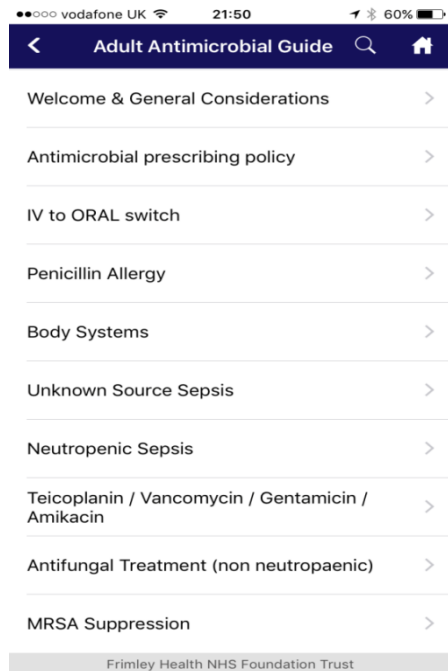 vodafone UK 21:50 60%
Adult Antimicrobial Guide
Welcome & General Considerations
Antimicrobial prescribing policy
IV to ORAL switch
Penicillin Allergy
Body Systems
Unknown Source Sepsis
Neutropenic Sepsis
Teicoplanin / Vancomycin / Gentamicin /
Amikacin
Antifungal Treatment (non neutropaenic)
MRSA Suppression
Frimley Health NHS Foundation Trust